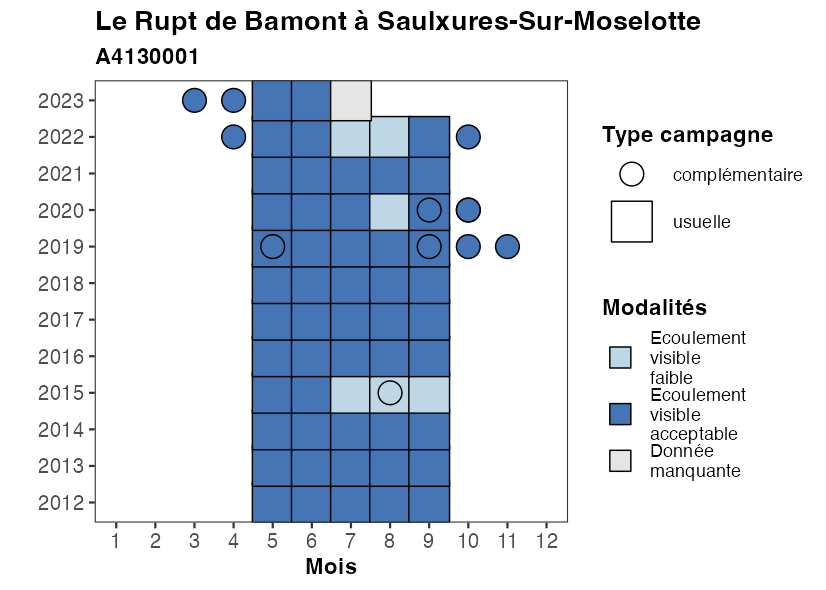 Le Rupt de Bamont à Saulxures-Sur-Moselotte
A4130001
2023
2022
2021
2020
2019
2018
2017
2016
2015
2014
2013
2012
1 2 3 4 5 6 7 8 9 10 11 12
Mois
Type campagne
complémentaire
usuelle
Modalités
Ecoulement
visible
faible
Ecoulement
visible
acceptable
Donnée
manquante